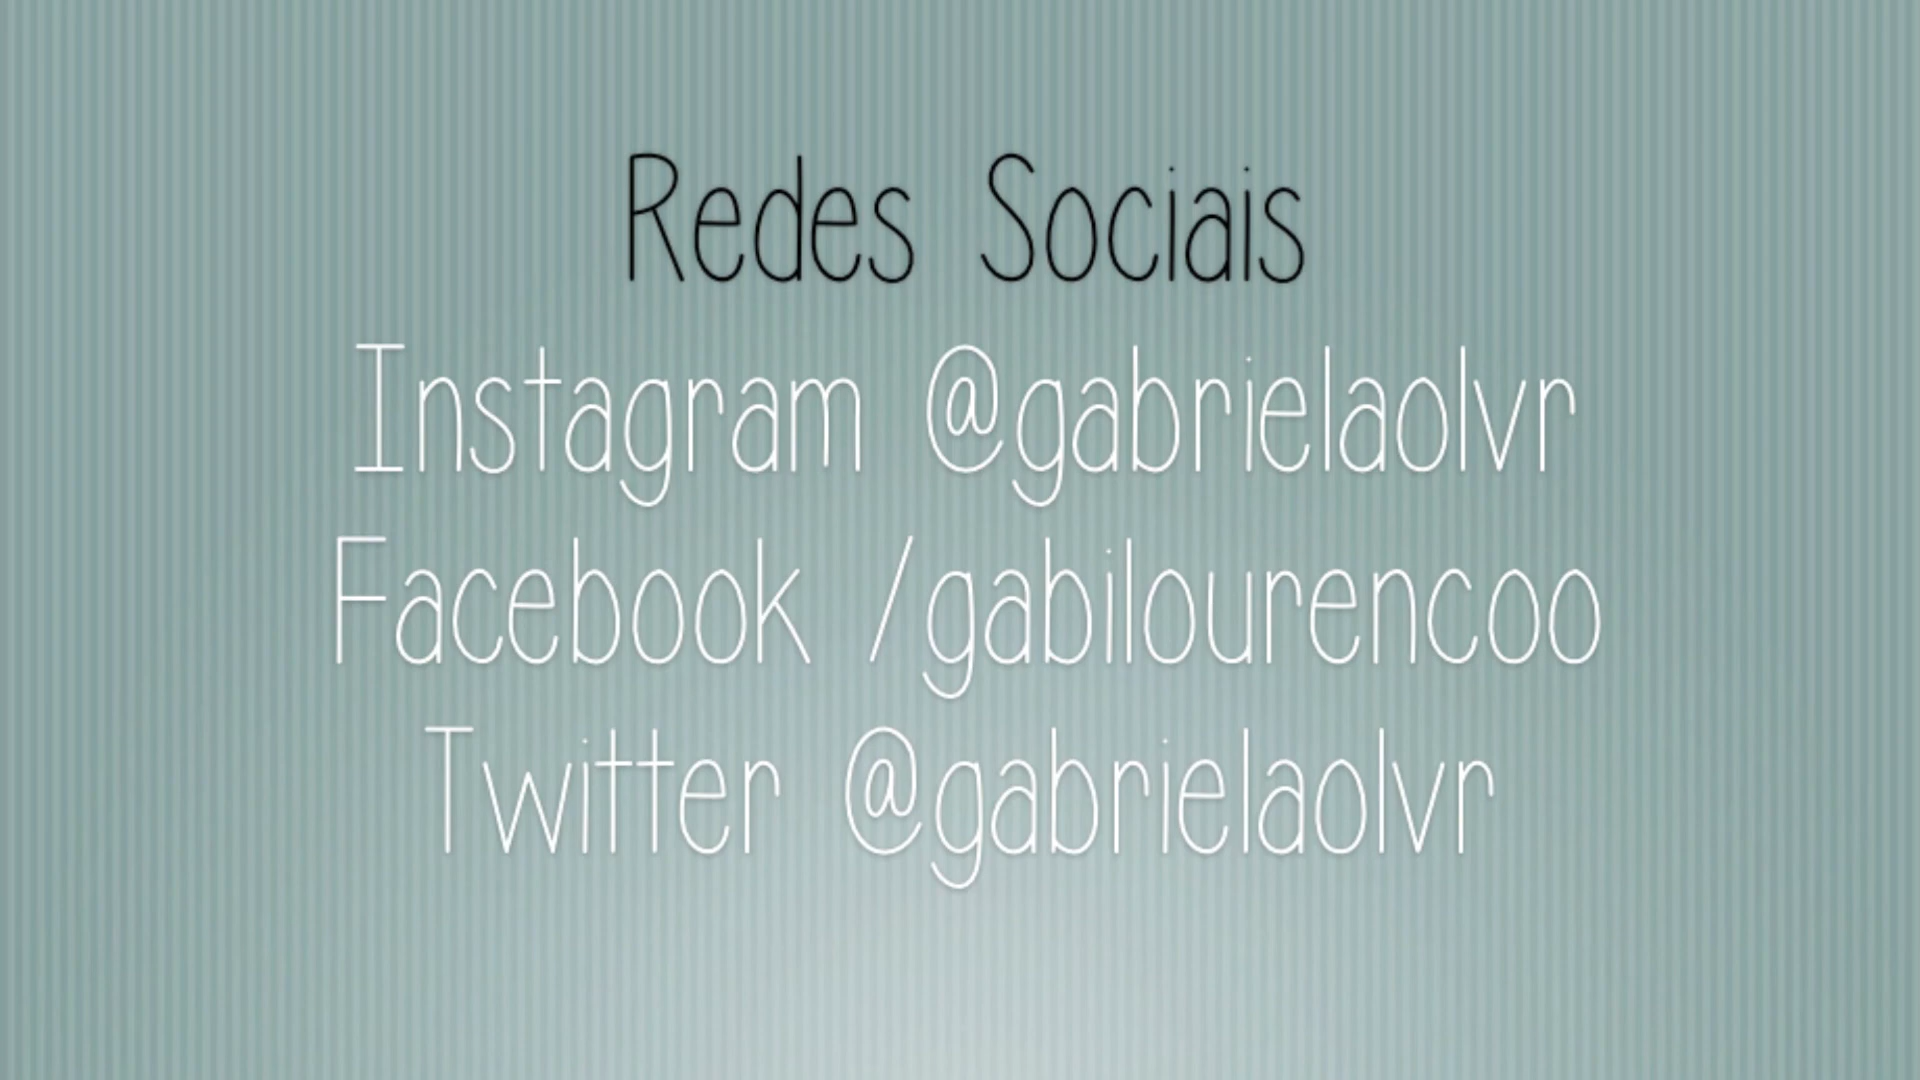 Redes Sociais
Instagram @gabrielaolvr
Facebook /gabilourencoo
Twitter @gabrielaolvr